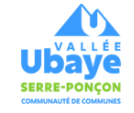 VALLÉE
Ubaye
SERRE-PONÇON
COMMUNAUTÉ DE COMMUNES